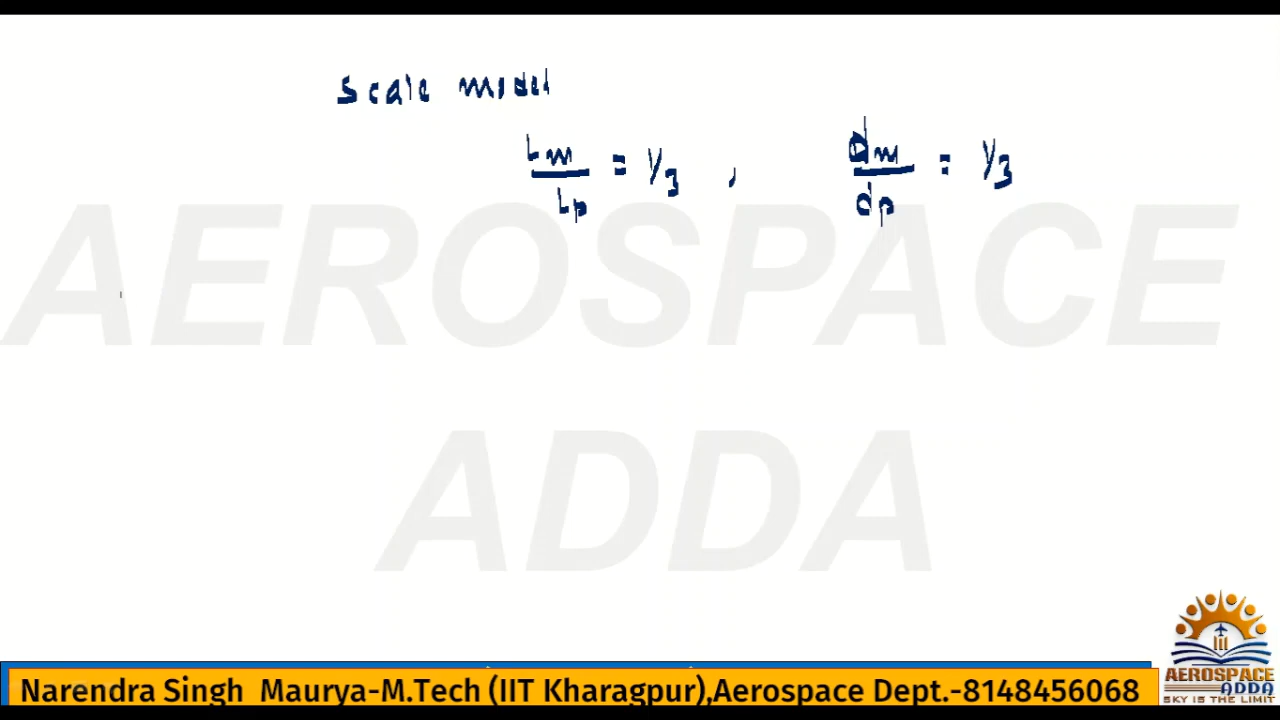 Scale model
Lm/Lp = 1/3 , dm/dp = 1/3
AEROSPACE
ADDA
Narendra Singh Maurya-M.Tech (IIT Kharagpur),Aerospace Dept.-8148456068
AEROSPACE
ADDA
SKY IS THE LIMIT